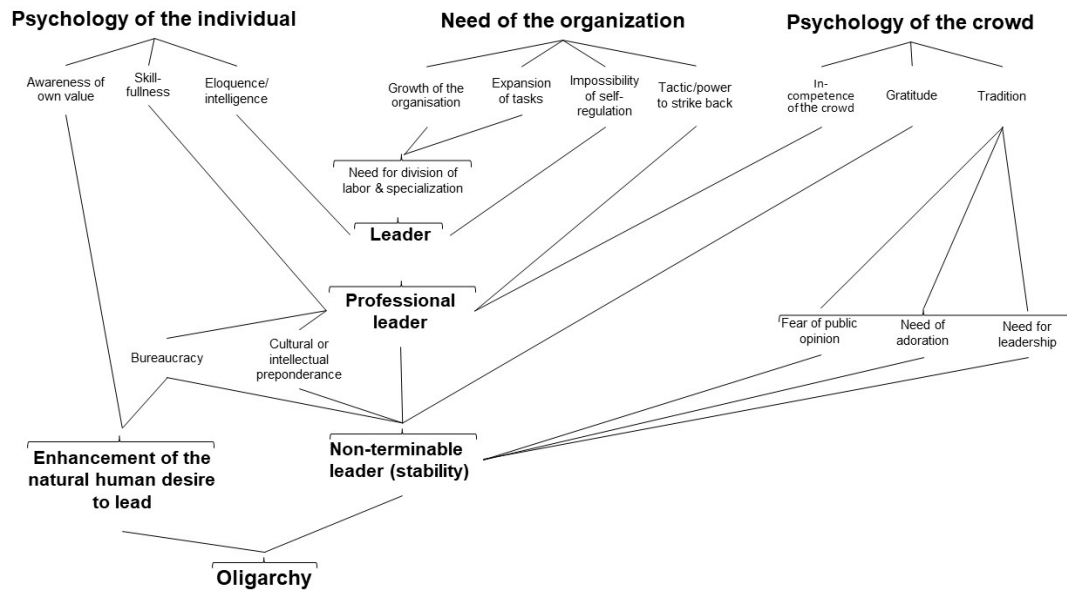 Psychology of the individual
Need of the organization
Psychology of the crowd
Awareness of
own value
Skill-
fullness
Eloquence/
intelligence
Growth of the
organisation
Expansion
of tasks
Impossibility
of self-
regulation
Tactic/power
to strike back
In-
competence
of the crowd
Gratitude
Tradition
Need for division of
labor & specialization
Leader
Professional
leader
Bureaucracy
Cultural or
intellectual
preponderance
Fear of public
opinion
Need of
adoration
Need for
leadership
Enhancement of the
natural human desire
to lead
Non-terminable
leader (stability)
Oligarchy